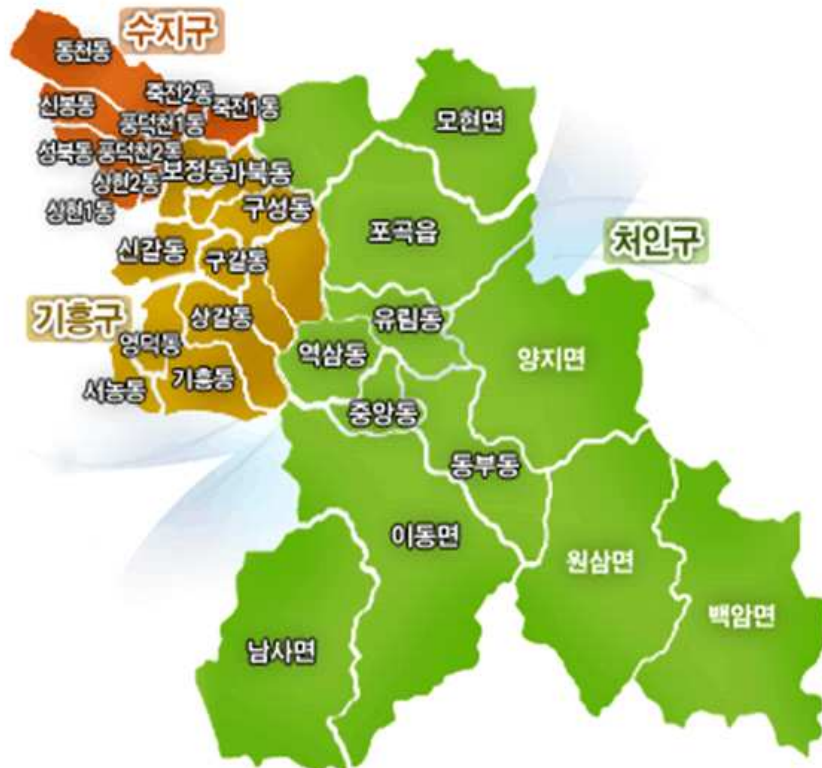 수지구
동천동
죽전2동
죽전1동
신봉동
풍덕천1동
성복동 풍덕천2동
상현2동
상현1동
보정동
마북동
구성동
모현면
포곡읍
처인구
신갈동
구갈동
기흥구
상갈동
유림동
영덕동
역삼동
양지면
서농동
기흥동
중앙동
동부동
이동면
원삼면
백암면
남사면